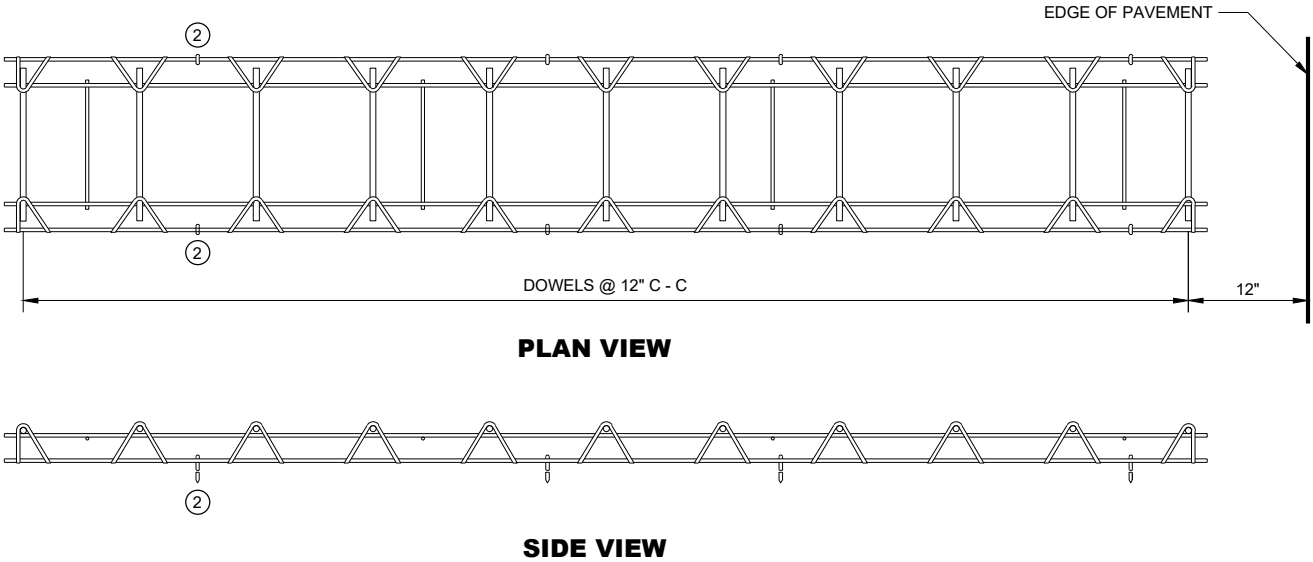 EDGE OF PAVEMENT
2
2
DOWELS @ 12" C - C
12"
PLAN VIEW
2
SIDE VIEW